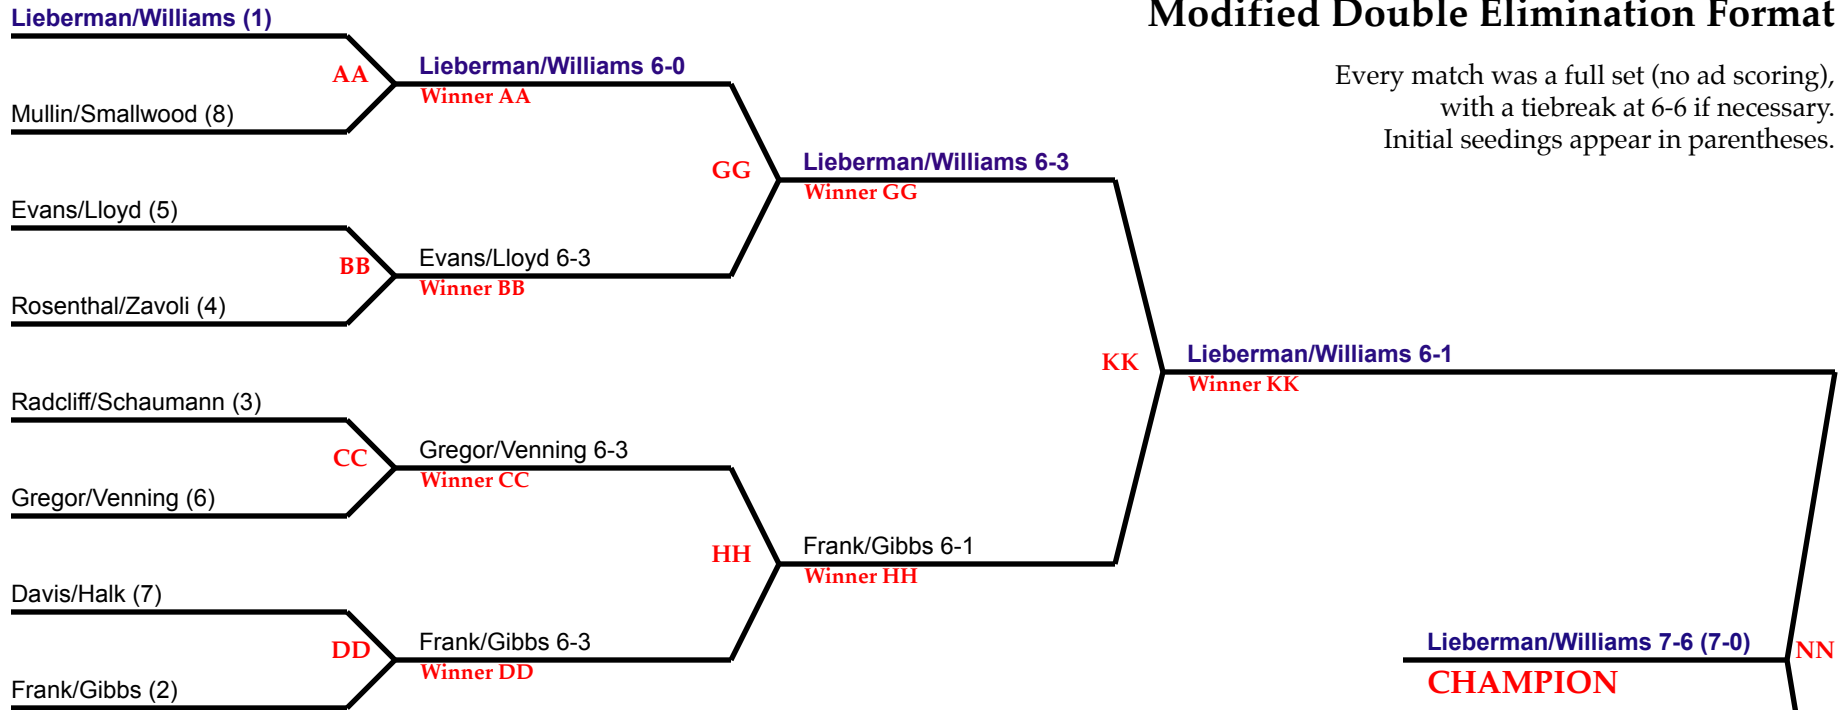 Modified Double Elimination Format
Every match was a full set (no ad scoring),
with a tiebreak at 6-6 if necessary.
Initial seedings appear in parentheses.
Lieberman/Williams (1)
AA
Mullin/Smallwood (8)
Lieberman/Williams 6-0
Winner AA
Evans/Lloyd (5)
BB
Rosenthal/Zavoli (4)
Evans/Lloyd 6-3
Winner BB
GG
Lieberman/Williams 6-3
Winner GG
Radcliff/Schaumann (3)
CC
Gregor/Venning (6)
Gregor/Venning 6-3
Winner CC
Davis/Halk (7)
DD
Frank/Gibbs (2)
Frank/Gibbs 6-3
Winner DD
HH
Frank/Gibbs 6-1
Winner HH
KK
Lieberman/Williams 6-1
Winner KK
Lieberman/Williams 7-6 (7-0)
NN
CHAMPION